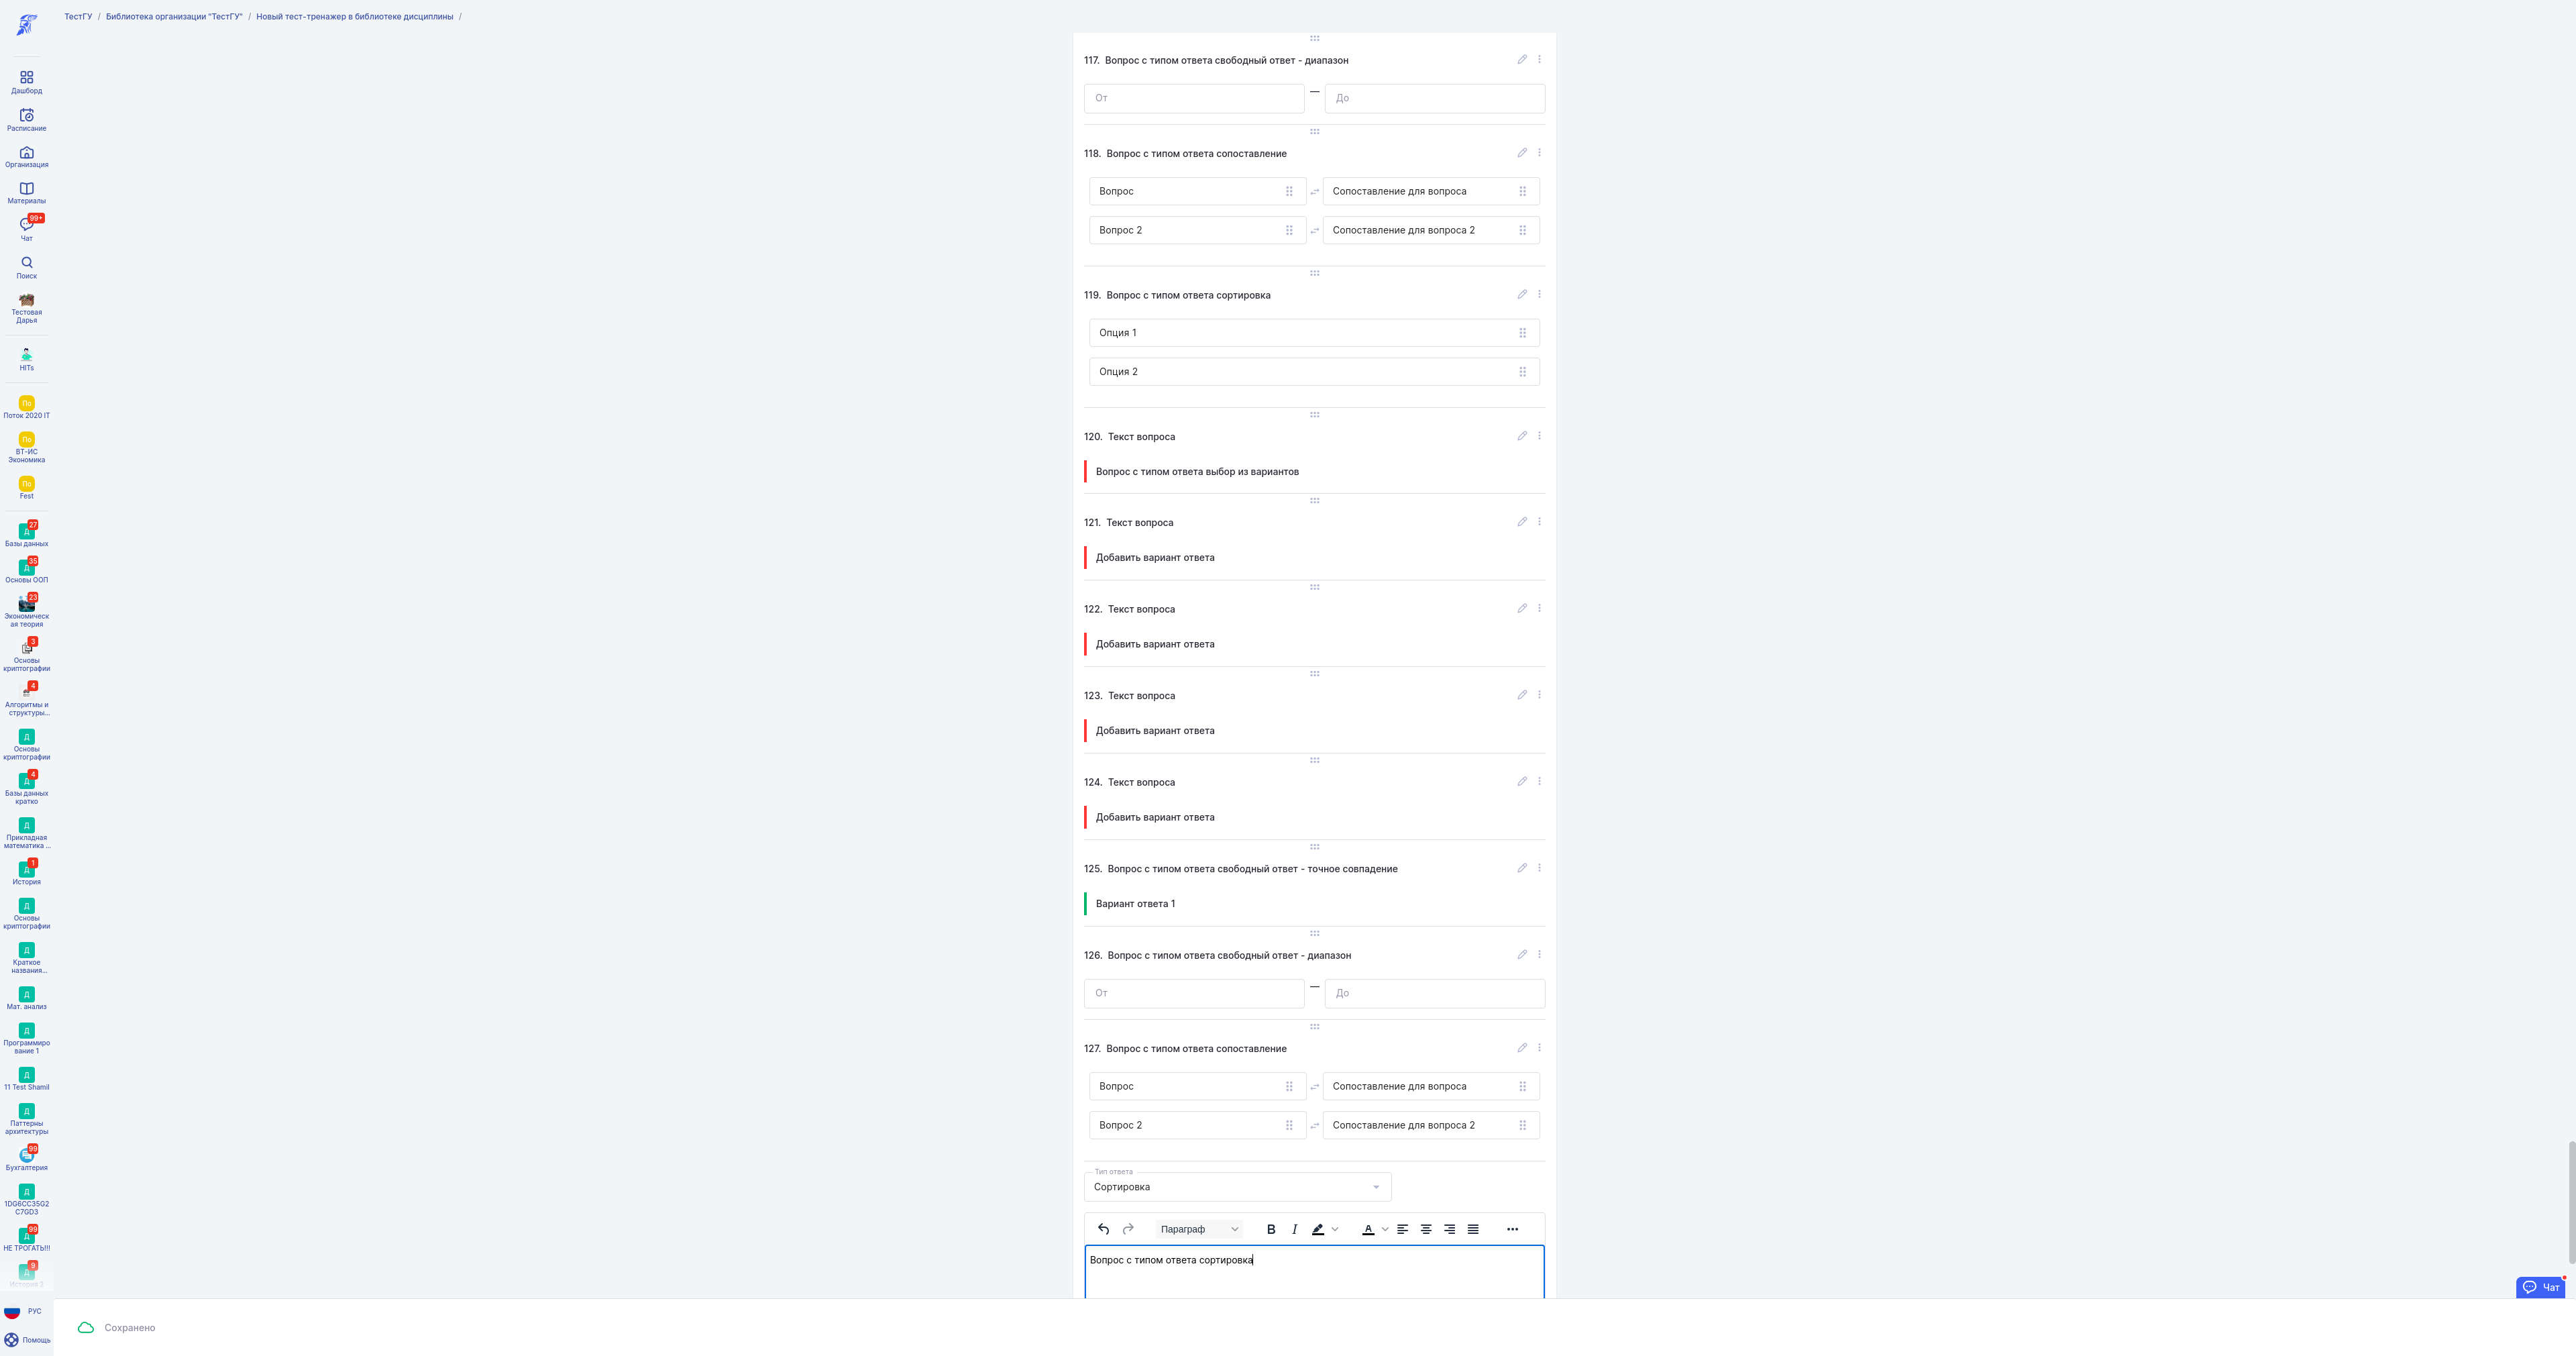 ТестГУ / Библиотека организации "ТестГУ" / Новый тест-тренажер в библиотеке дисциплины /
Дашборд
Расписание
Организация
Материалы
99+
Чат
Поиск
Тестовая
Дарья
HITs
По
Поток 2020 IT
По
ВТ-ИС
Экономика
По
Fest
27
Д
Базы данных
35
Д
Основы ООП
23
Экономическ
ая теория
3
Основы
криптографии
4
Алгоритмы и
структуры...
Д
Основы
криптографии
4
Д
Базы данных
кратко
Д
Прикладная
математика ...
1
Д
История
Д
Основы
криптографии
Д
Краткое
названия...
Д
Мат. анализ
Д
Программиро
вание 1
Д
11 Test Shamil
Д
Паттерны
архитектуры
99
Бухгалтерия
Д
1DG6CC35G2
C7GD3
99
Д
НЕ ТРОГАТЬ!!!
9
Д
История 2
РУС
Помощь
117. Вопрос с типом ответа свободный ответ - диапазон
От — До
118. Вопрос с типом ответа сопоставление
Вопрос Сопоставление для вопроса
Вопрос 2 Сопоставление для вопроса 2
119. Вопрос с типом ответа сортировка
Опция 1
Опция 2
120. Текст вопроса
Вопрос с типом ответа выбор из вариантов
121. Текст вопроса
Добавить вариант ответа
122. Текст вопроса
Добавить вариант ответа
123. Текст вопроса
Добавить вариант ответа
124. Текст вопроса
Добавить вариант ответа
125. Вопрос с типом ответа свободный ответ - точное совпадение
Вариант ответа 1
126. Вопрос с типом ответа свободный ответ - диапазон
От — До
127. Вопрос с типом ответа сопоставление
Вопрос Сопоставление для вопроса
Вопрос 2 Сопоставление для вопроса 2
Тип ответа
Сортировка
Параграф B I A
Вопрос с типом ответа сортировка
Чат
Сохранено